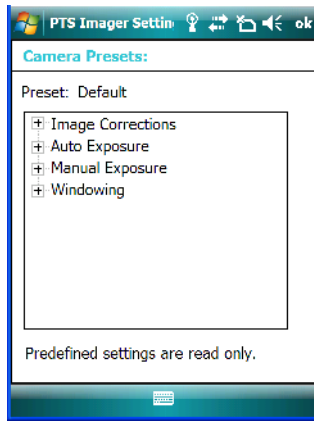 PTS Imager Settin ok
Camera Presets:
Preset: Default
Image Corrections
Auto Exposure
Manual Exposure
Windowing
Predefined settings are read only.